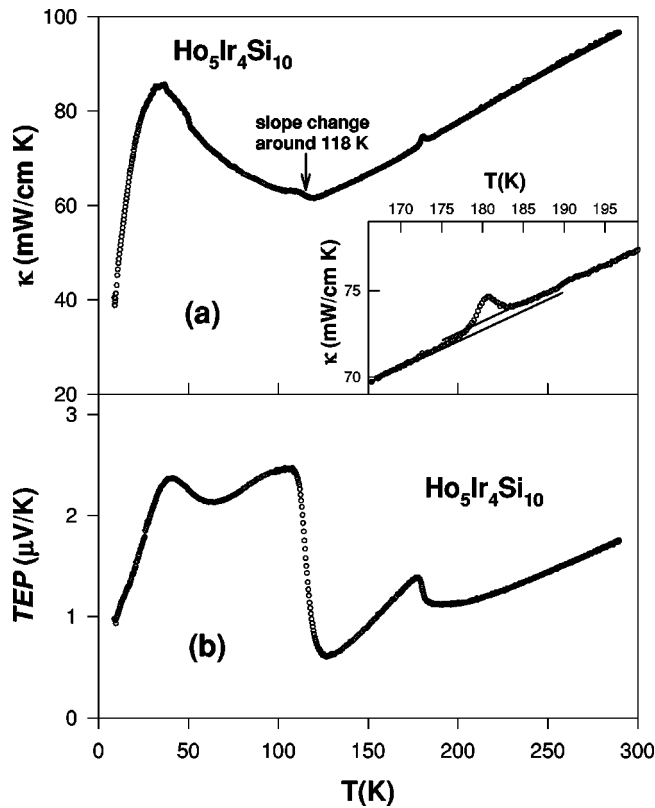 100
80
60
40
20
κ (mW/cm K)
Ho5Ir4Si10
slope change
around 118 K
(a)
T(K)
170 175 180 185 190 195
75
70
κ (mW/cm K)
3
2
1
0
TEP (μV/K)
Ho5Ir4Si10
(b)
0 50 100 150 200 250 300
T(K)